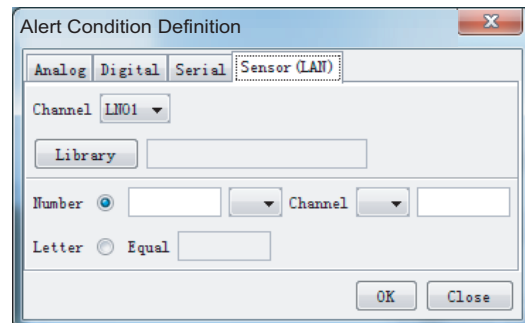 Alert Condition Definition
Analog Digital Serial Sensor(LAN)
Channel LN01
Library
Number Channel
Letter Equal
OK Close